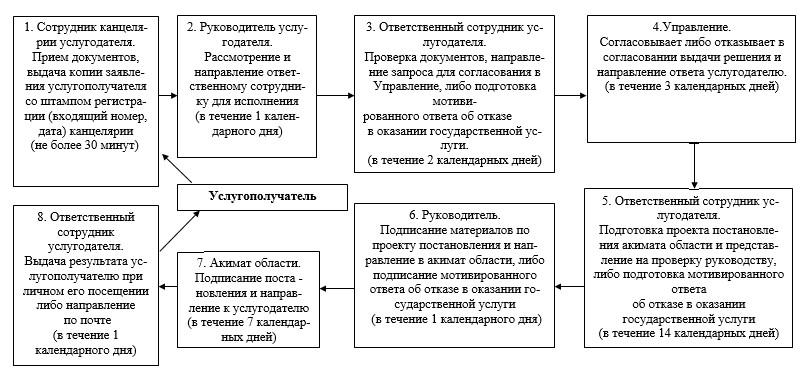 1. Сотрудник канцеля-
рии услугодателя.
Прием документов,
выдача копии заявле-
ния услугополучателя
со штампом регистра-
ции (входящий номер,
дата) канцелярии
(не более 30 минут)
2. Руководитель услу-
годателя.
Рассмотрение и
направление ответ-
ственному сотрудни-
ку для исполнения
(в течение 1 кален-
дарного дня)
3. Ответственный сотрудник ус-
лугодателя.
Проверка документов, направле-
ние запроса для согласования в
Управление, либо подготовка
мотиви-
рованного ответа об отказе
в оказании государственной ус-
луги.
(в течение 2 календарных дней)
4.Управление.
Согласовывает либо отказывает в
согласовании выдачи решения и
направление ответа услугодателю.
(в течение 3 календарных дней)
Услугополучатель
5. Ответственный сотрудник ус-
лугодателя.
Подготовка проекта постановле-
ния акимата области и представ-
ление на проверку руководству,
либо подготовка мотивированного
ответа
об отказе в оказании
государственной услуги
(в течение 14 календарных дней)
6. Руководитель.
Подписание материалов по
проекту постановления и нап-
равление в акимат области, либо
подписание мотивированного
ответа об отказе в оказании го-
сударственной услуги
(в течение 1 календарного дня)
7. Акимат области.
Подписание поста -
новления и направ-
ление к услугодателю
(в течение 7 календар-
ных дней)
8. Ответственный
сотрудник
услугодателя.
Выдача результата ус-
лугополучателю при
личном его посещении
либо направление
по почте
(в течение 1
календарного дня)